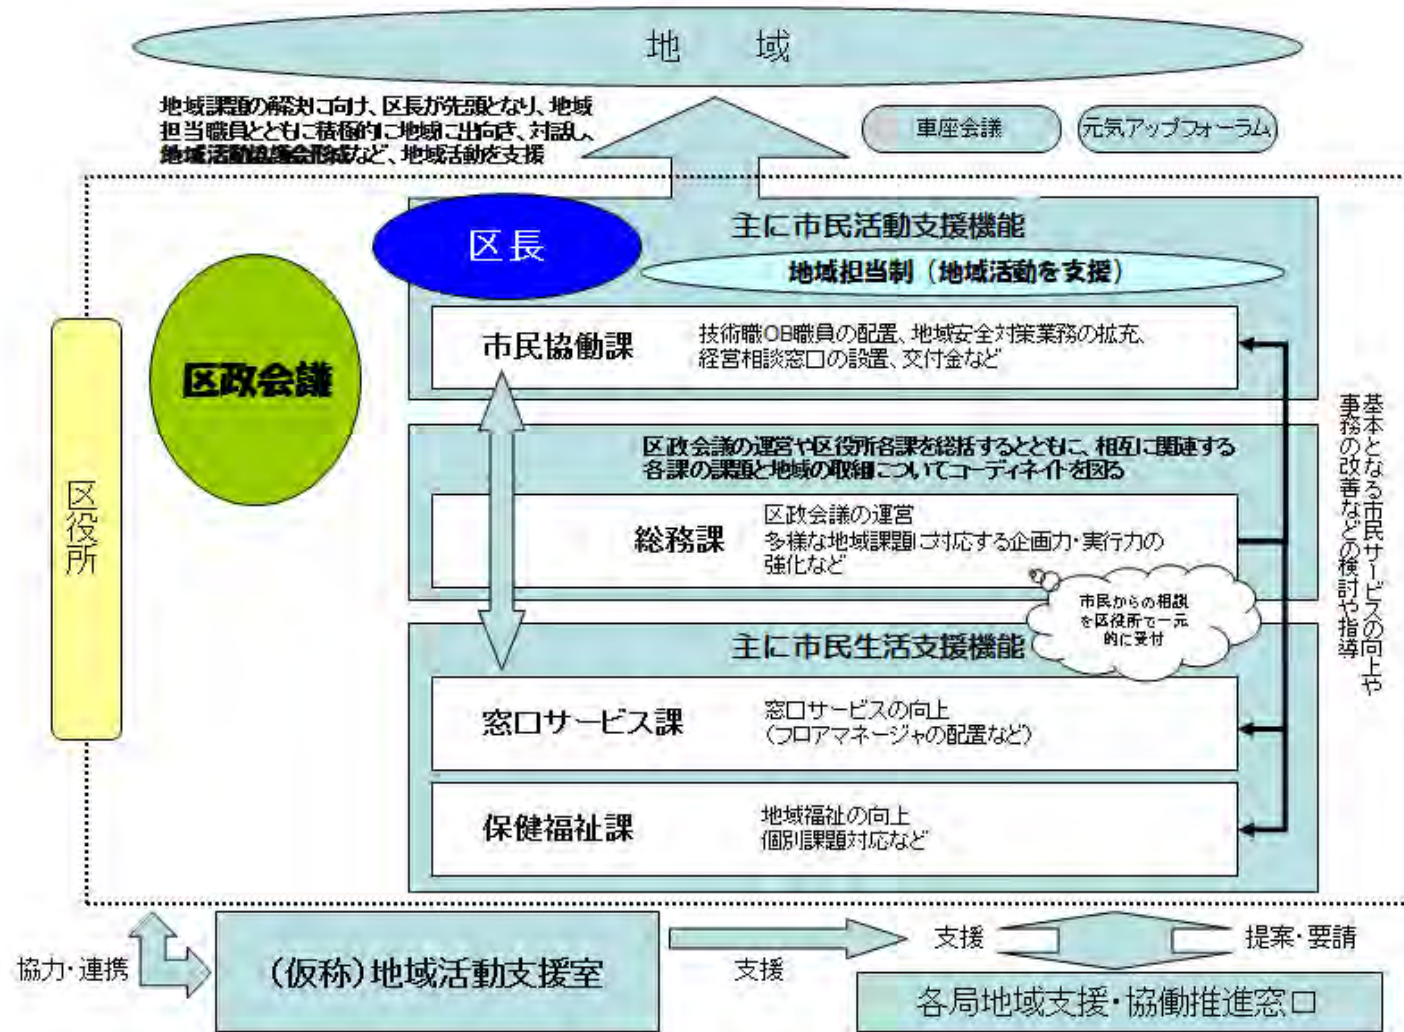 地　域
地域課題の解決に向け、区長が先頭となり、地域
担当職員とともに積極的に地域に出向き、対話し、
地域活動協議会形成など、地域活動を支援
車座会議
元気アップフォーラム
区長
主に市民活動支援機能
地域担当制（地域活動を支援）
市民協働課
技術職OB職員の配置、地域安全対策業務の拡充、
経営相談窓口の設置、交付金など
区政会議
区役所
区政会議の運営や区役所各課を総括するとともに、相互に関連する
各課の課題と地域の取組についてコーディネイトを図る
総務課
区政会議の運営
多様な地域課題に対応する企画力・実行力の
強化など
市民からの相談
を区役所で一元
的に受付
主に市民生活支援機能
窓口サービス課
窓口サービスの向上
（フロアマネージャの配置など）
保健福祉課
地域福祉の向上
個別課題対応など
基本となる市民サービスの向上や
事務の改善などの検討や指導
協力・連携
（仮称）地域活動支援室
支援
支援
提案・要請
各局地域支援・協働推進窓口